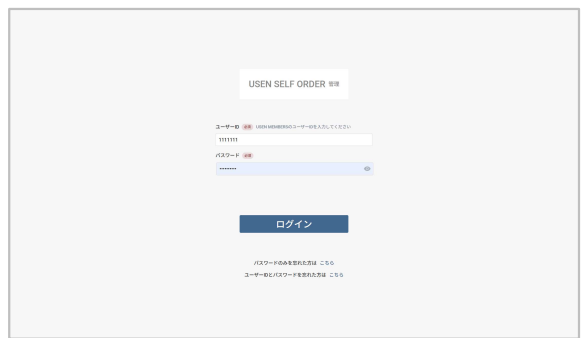 USEN SELF ORDER 管理
ユーザーID 必須 USEN MEMBERSのユーザーIDを入力してください
1111111
パスワード 必須
•••••••
ログイン
パスワードのみを忘れた方は こちら
ユーザーIDとパスワードを忘れた方は こちら